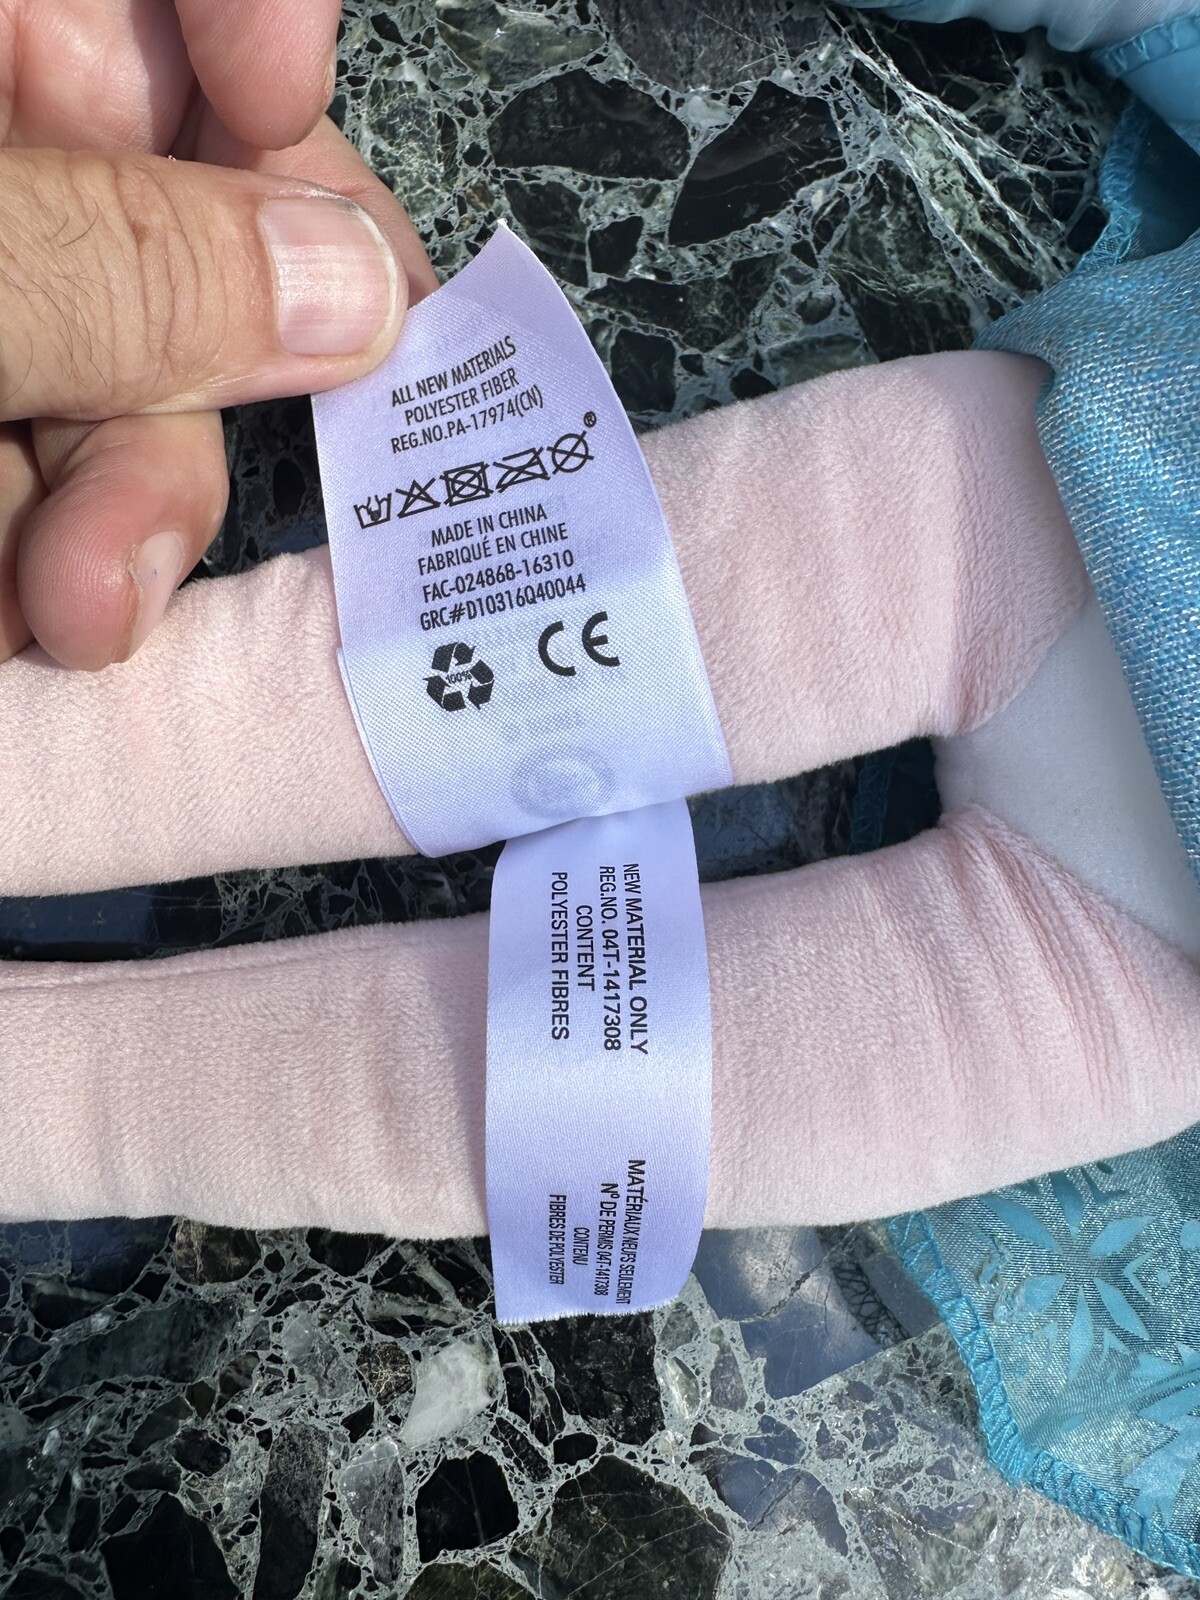 ALL NEW MATERIALS
POLYESTER FIBER
REG.NO.PA-17974(CN)
®
MADE IN CHINA
FABRIQUÉ EN CHINE
FAC-024868-16310
GRC#D10316Q40044
100%
CE
NEW MATERIAL ONLY
REG.NO. 04T-1417308
CONTENT
POLYESTER FIBRES
MATÉRIAUX NEUFS SEULEMENT
Nº DE PERMIS 04T-1417308
CONTENU
FIBRES DE POLYESTER